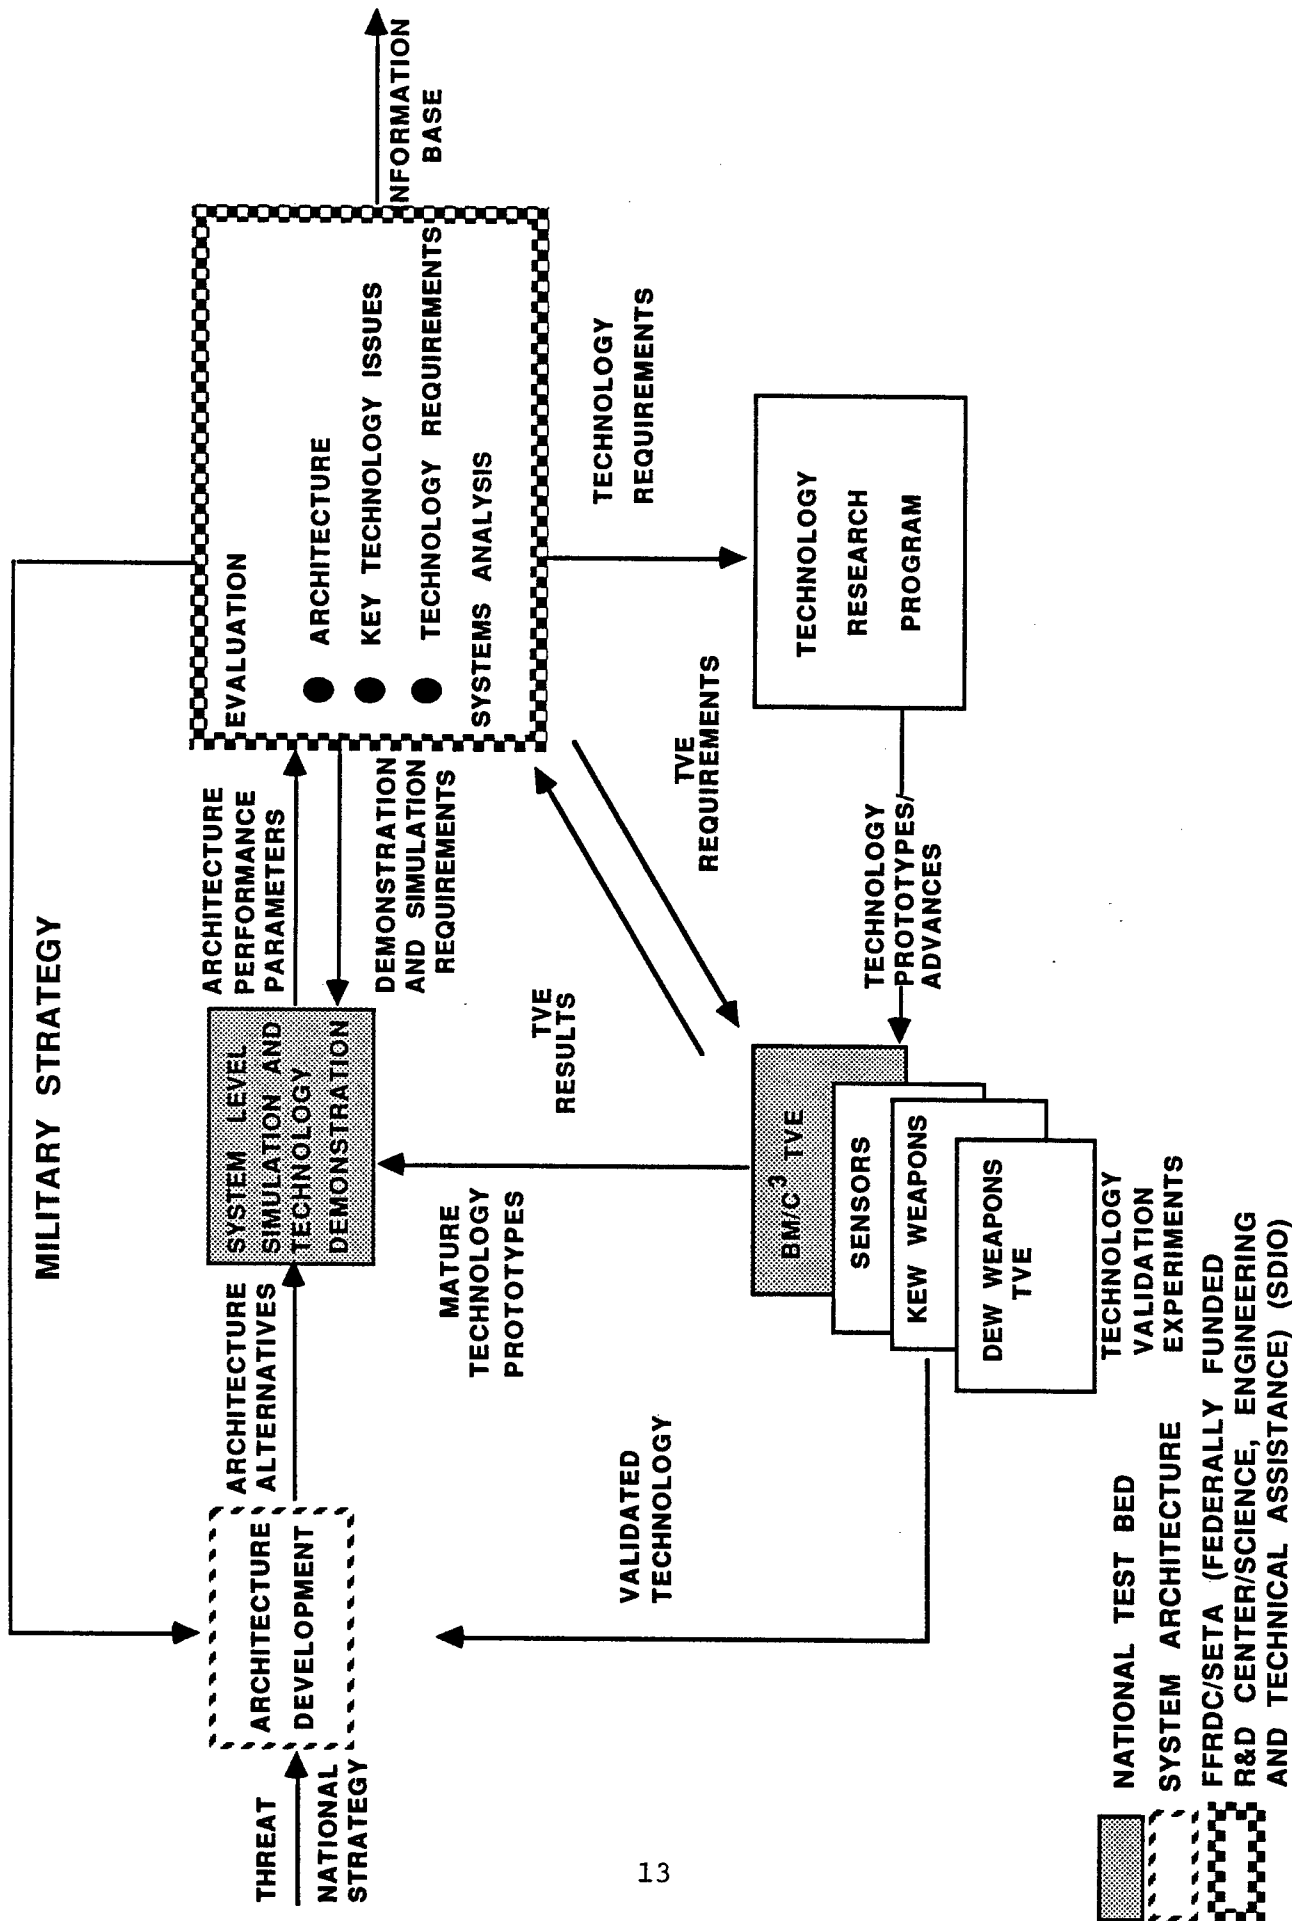 MILITARY STRATEGY
THREAT
NATIONAL
STRATEGY
ARCHITECTURE
DEVELOPMENT
ARCHITECTURE
ALTERNATIVES
SYSTEM LEVEL
SIMULATION AND
TECHNOLOGY
DEMONSTRATION
ARCHITECTURE
PERFORMANCE
PARAMETERS
DEMONSTRATION
AND SIMULATION
REQUIREMENTS
EVALUATION
● ARCHITECTURE
● KEY TECHNOLOGY ISSUES
● TECHNOLOGY REQUIREMENTS
SYSTEMS ANALYSIS
INFORMATION
BASE
VALIDATED
TECHNOLOGY
MATURE
TECHNOLOGY
PROTOTYPES
TVE
RESULTS
TVE
REQUIREMENTS
TECHNOLOGY
REQUIREMENTS
BM/C³ TVE
SENSORS
KEW WEAPONS
DEW WEAPONS
TVE
TECHNOLOGY
VALIDATION
EXPERIMENTS
TECHNOLOGY
PROTOTYPES/
ADVANCES
TECHNOLOGY
RESEARCH
PROGRAM
NATIONAL TEST BED
SYSTEM ARCHITECTURE
FFRDC/SETA (FEDERALLY FUNDED
R&D CENTER/SCIENCE, ENGINEERING
AND TECHNICAL ASSISTANCE) (SDIO)
13